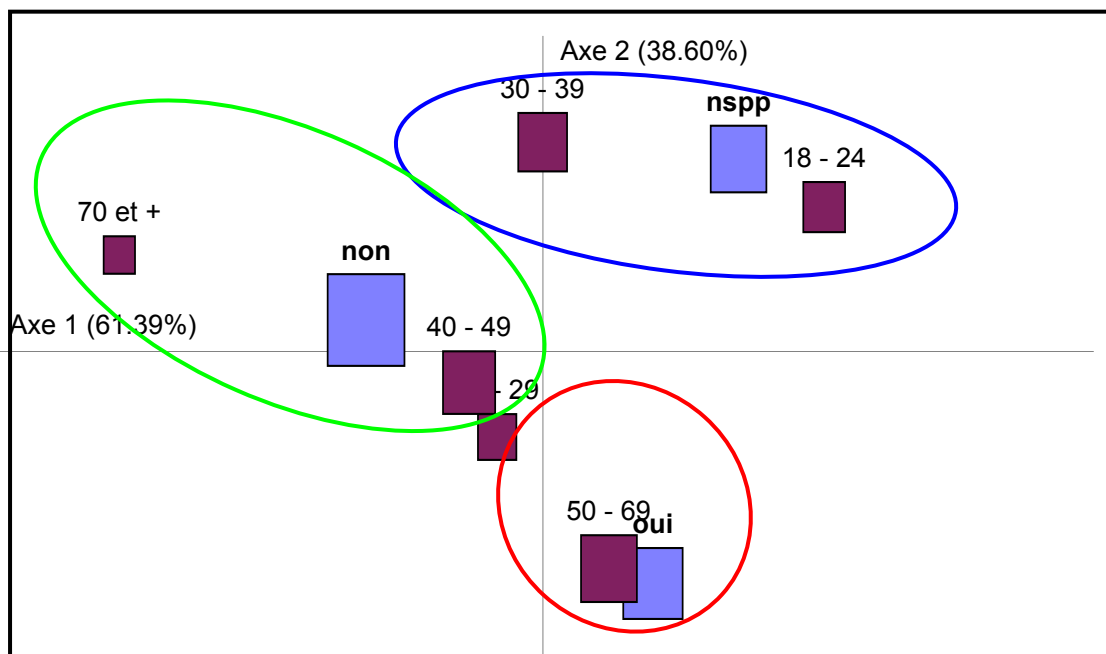 Axe 2 (38.60%)
30 - 39
nspp
18 - 24
70 et +
non
Axe 1 (61.39%)
40 - 49
- 29
50 - 69
oui